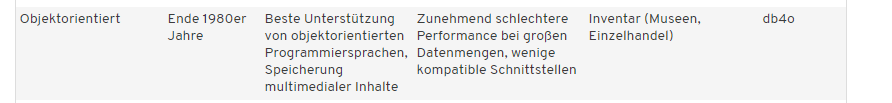 Objektorientiert
Ende 1980er
Jahre
Beste Unterstützung
von objektorientierten
Programmiersprachen,
Speicherung
multimedialer Inhalte
Zunehmend schlechtere
Performance bei großen
Datenmengen, wenige
kompatible Schnittstellen
Inventar (Museen,
Einzelhandel)
db4o